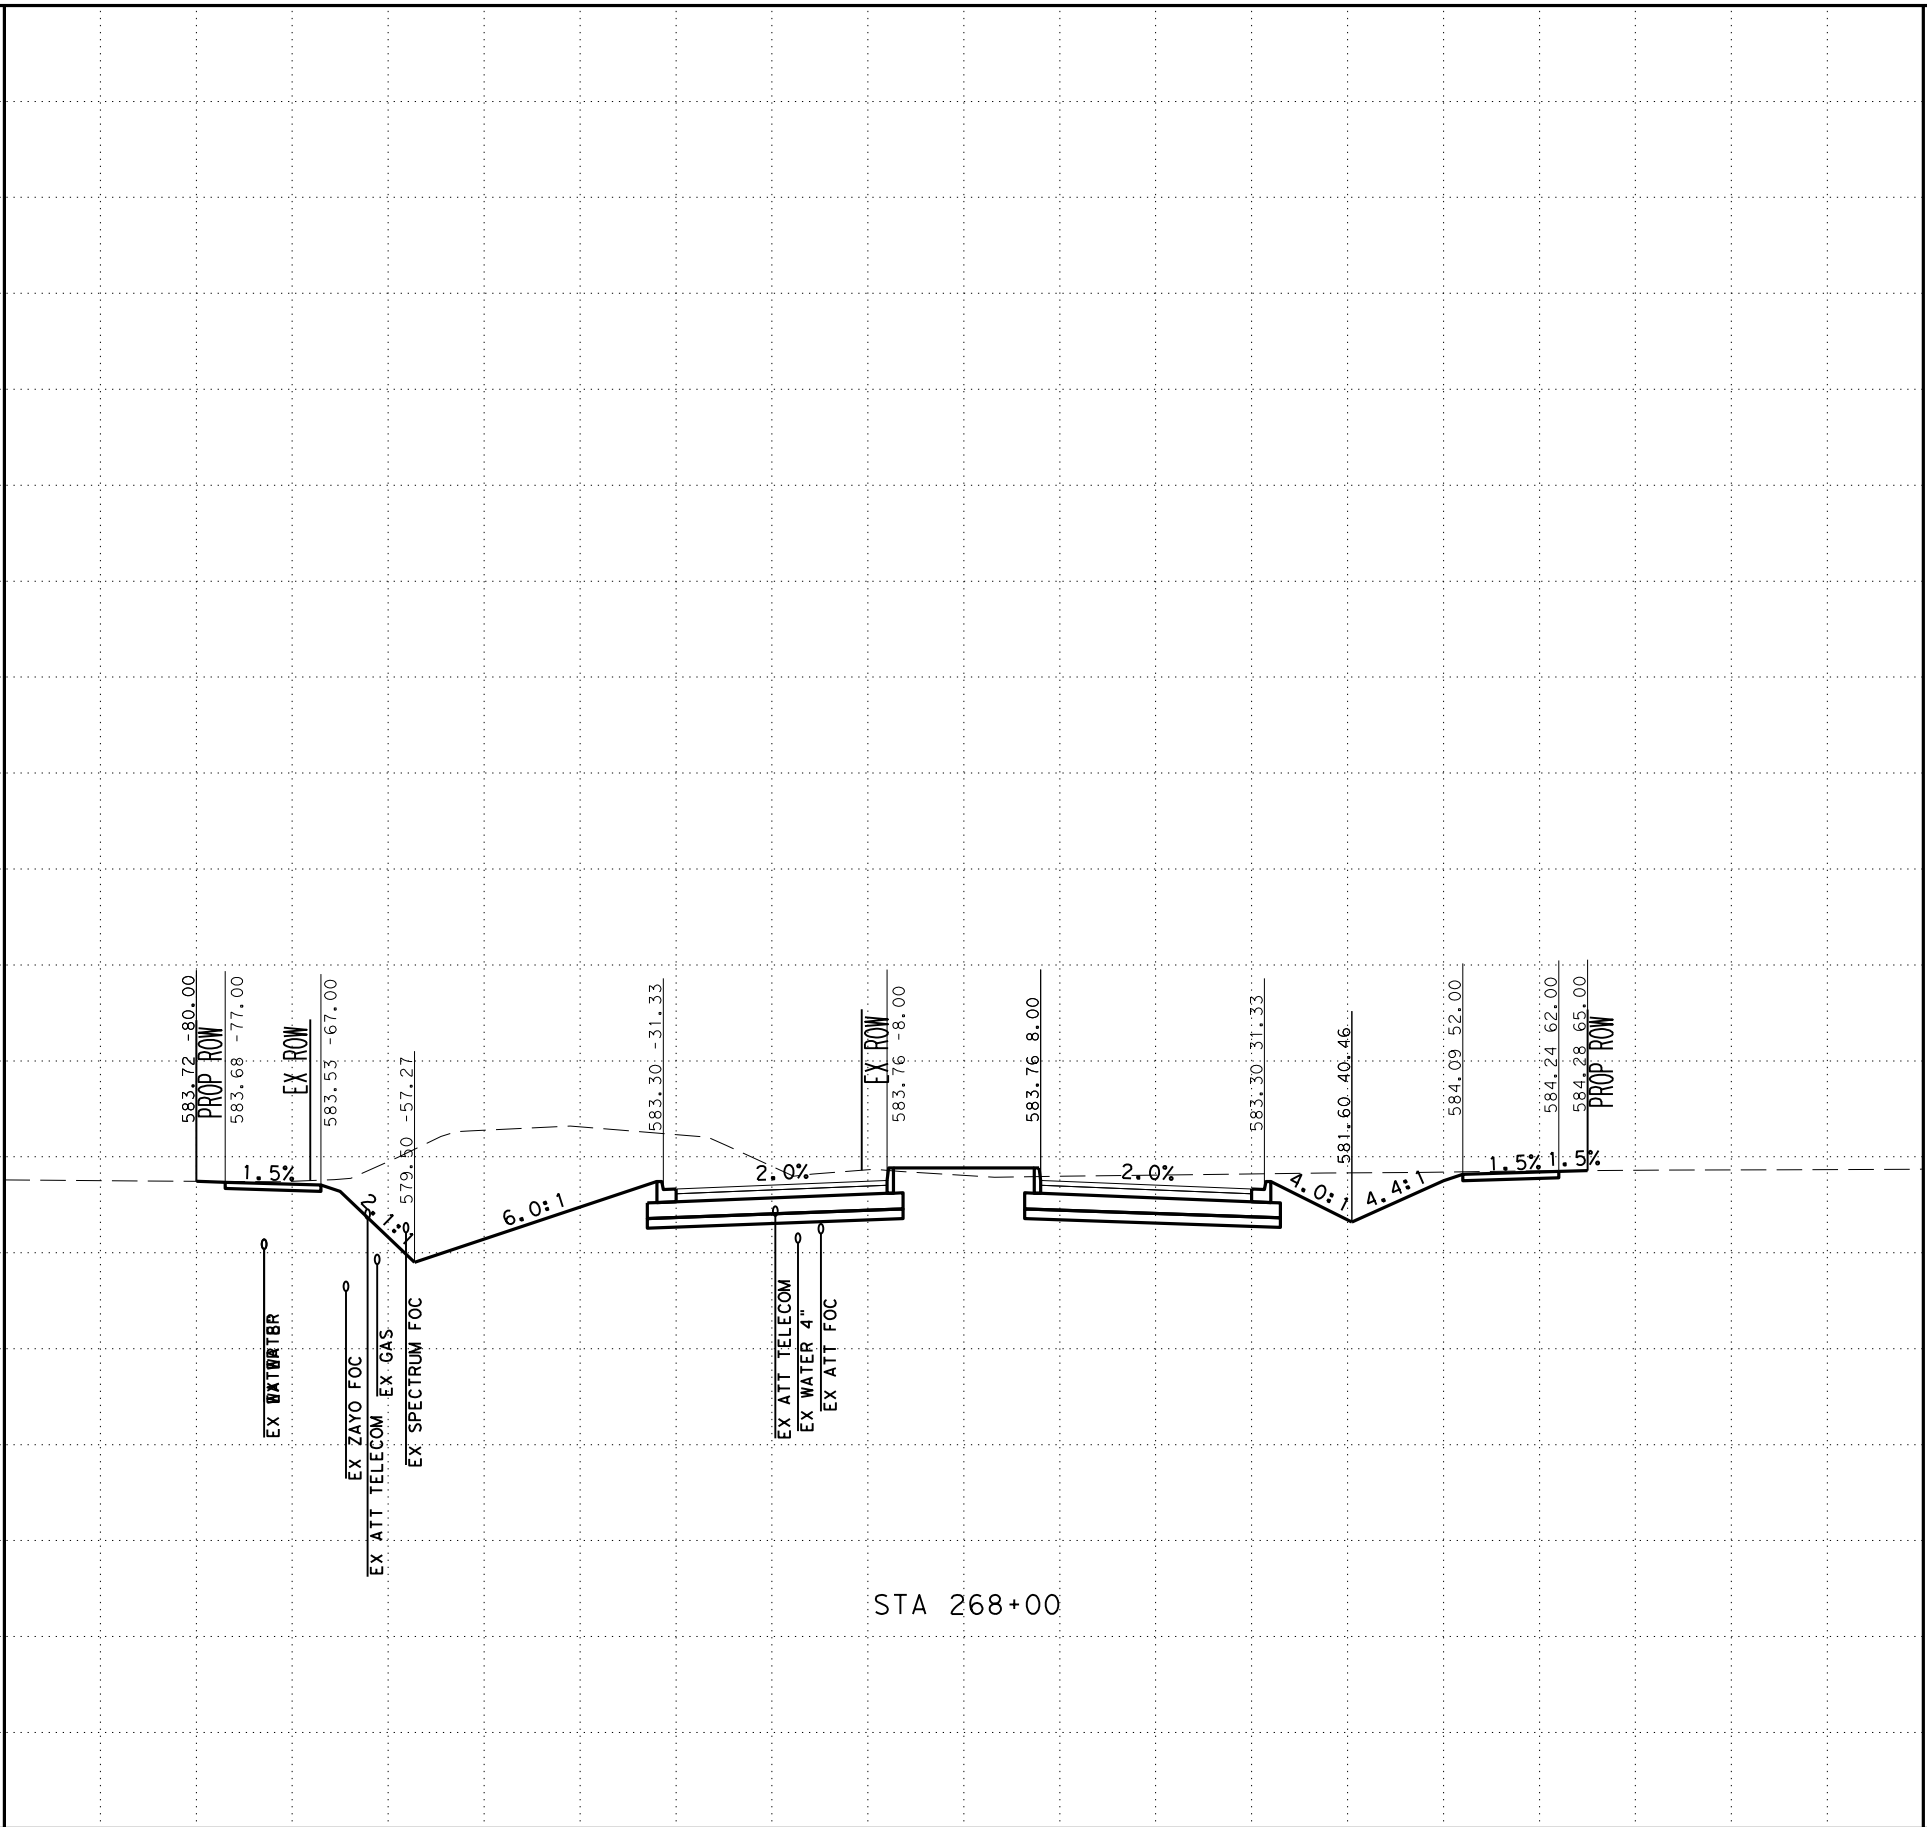 583.72 -80.00
PROP ROW
583.68 -77.00
EX ROW
583.53 -67.00
579.50 -57.27
583.30 -31.33
EX ROW
583.76 -8.00
583.76 8.00
583.30 31.33
581.60 40.46
584.09 52.00
584.24 62.00
584.28 65.00
PROP ROW
1.5%
2.1:1
6.0:1
2.0%
2.0%
4.0:1
4.4:1
1.5%
1.5%
EX
EX ZAYO FOC
EX ATT TELECOM
EX GAS
EX SPECTRUM FOC
EX ATT TELECOM
EX WATER 4"
EX ATT FOC
STA 268+00